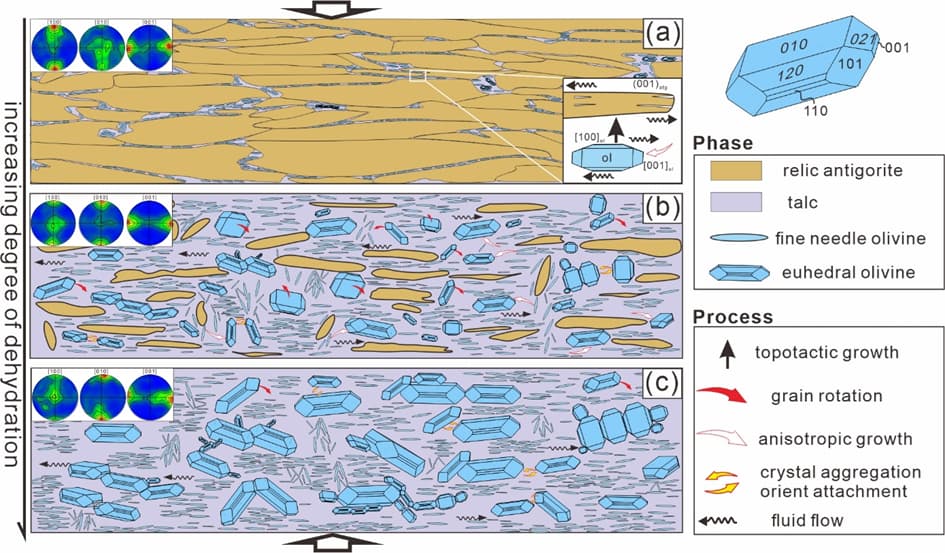 increasing degree of dehydration
[100] [010] [001]
(a)
(001)atg
[100]ol
ol
[001]ol
[100] [010] [001]
(b)
[100] [010] [001]
(c)
010
021
001
120
101
110
Phase
relic antigorite
talc
fine needle olivine
euhedral olivine
Process
topotactic growth
grain rotation
anisotropic growth
crystal aggregation
orient attachment
fluid flow